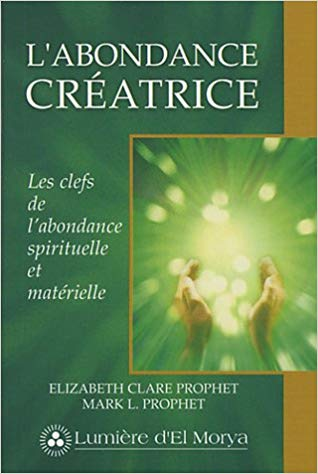 L'ABONDANCE
CRÉATRICE
Les clefs
de
l'abondance
spirituelle
et
matérielle
ELIZABETH CLARE PROPHET
MARK L. PROPHET
Lumière d'El Morya